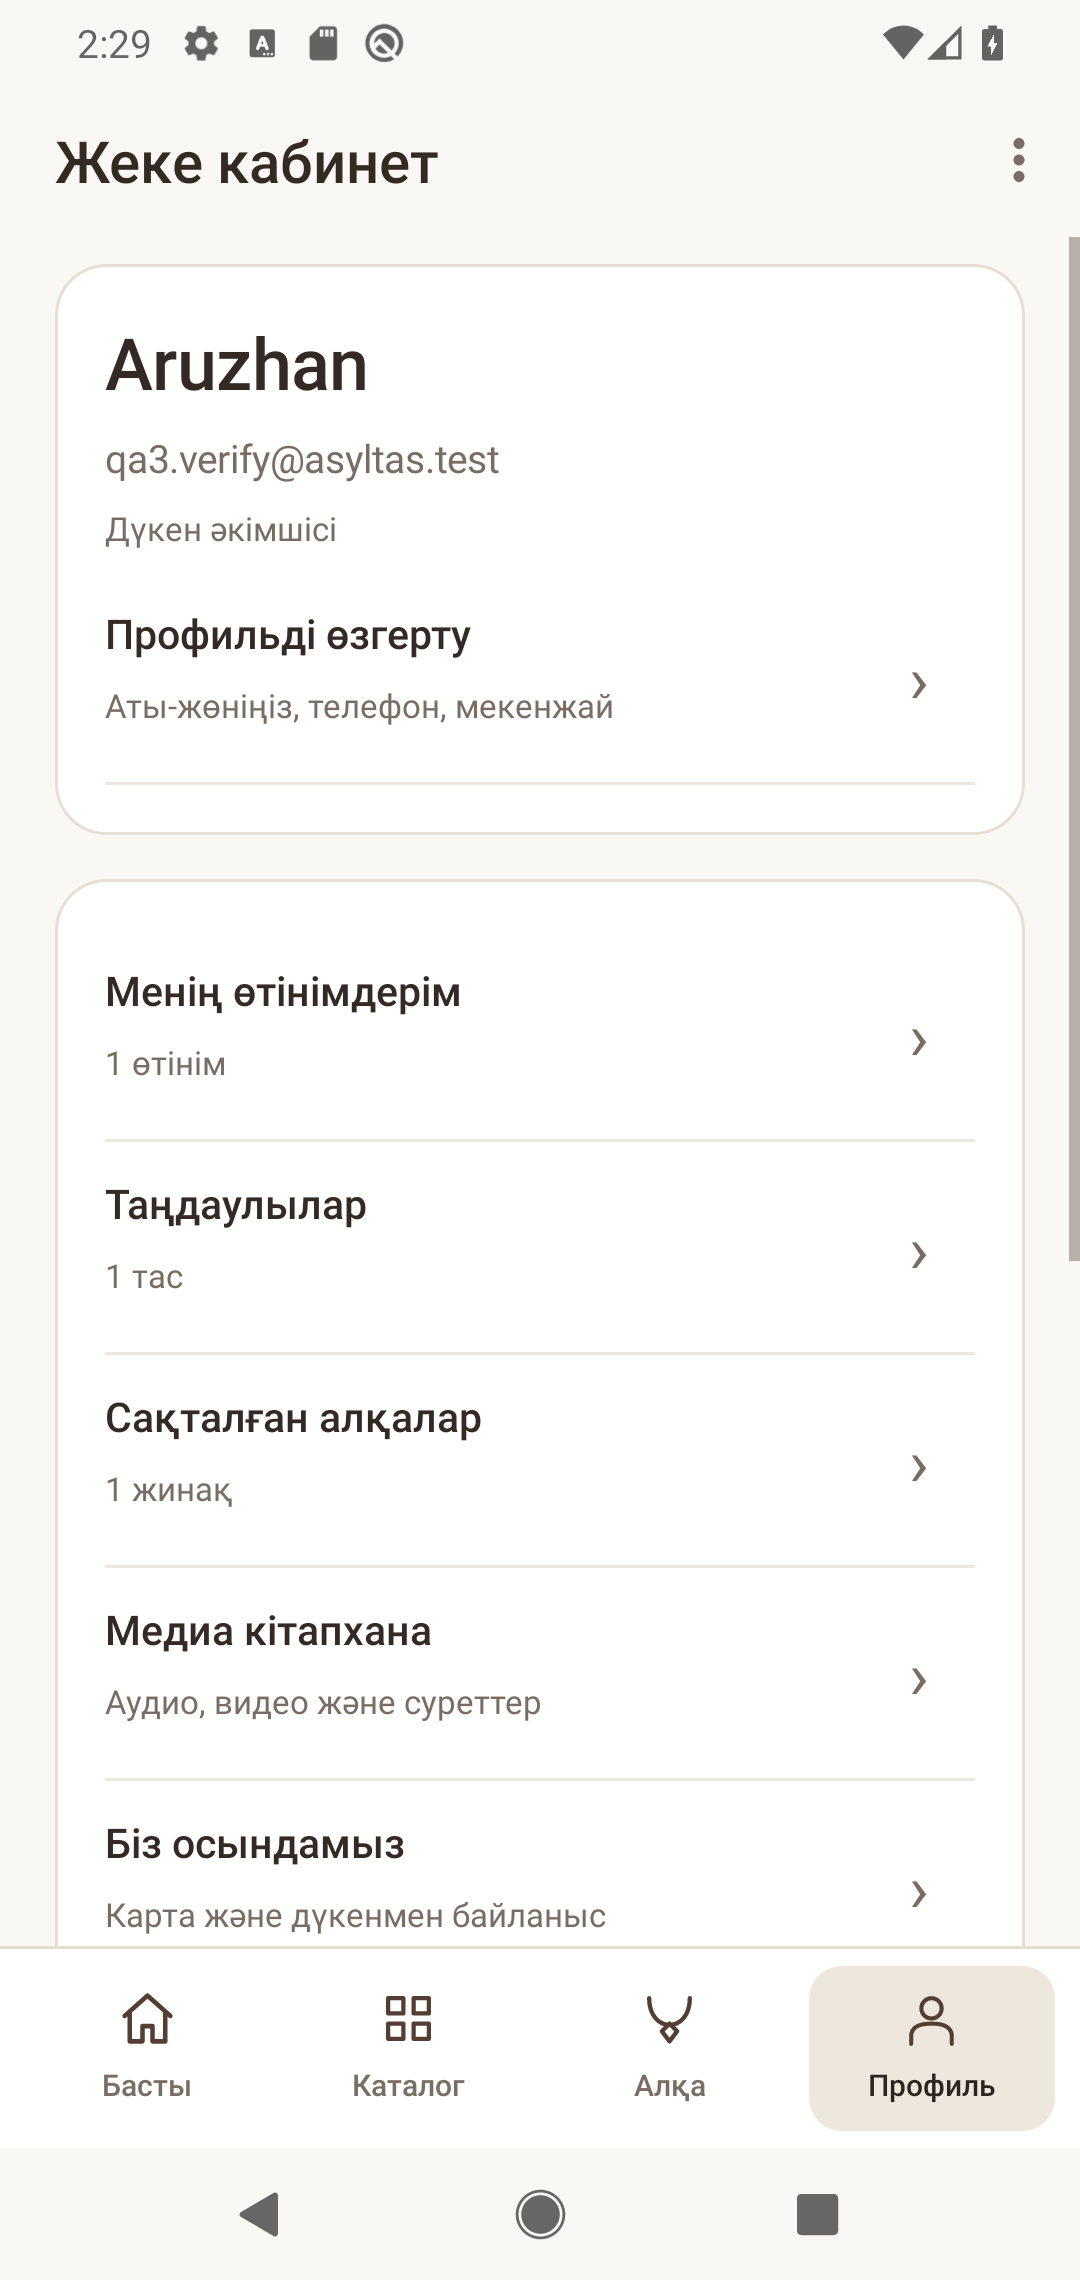 2:29
Жеке кабинет
Aruzhan
qa3.verify@asyltas.test
Дүкен әкімшісі
Профильді өзгерту
Аты-жөніңіз, телефон, мекенжай
Менің өтінімдерім
1 өтінім
Таңдаулылар
1 тас
Сақталған алқалар
1 жинақ
Медиа кітапхана
Аудио, видео және суреттер
Біз осындамыз
Карта және дүкенмен байланыс
Басты
Каталог
Алқа
Профиль